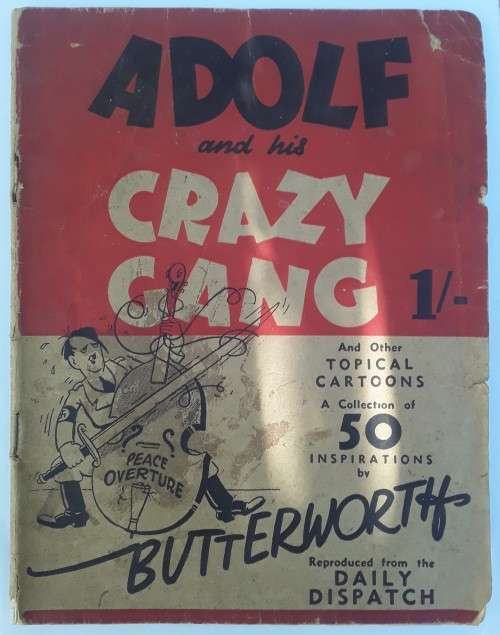 ADOLF
and his
CRAZY
GANG
1/-
And Other
TOPICAL
CARTOONS
A Collection of
50
INSPIRATIONS
by
BUTTERWORTH
Reproduced from the
DAILY
DISPATCH
?—?
PEACE
OVERTURE